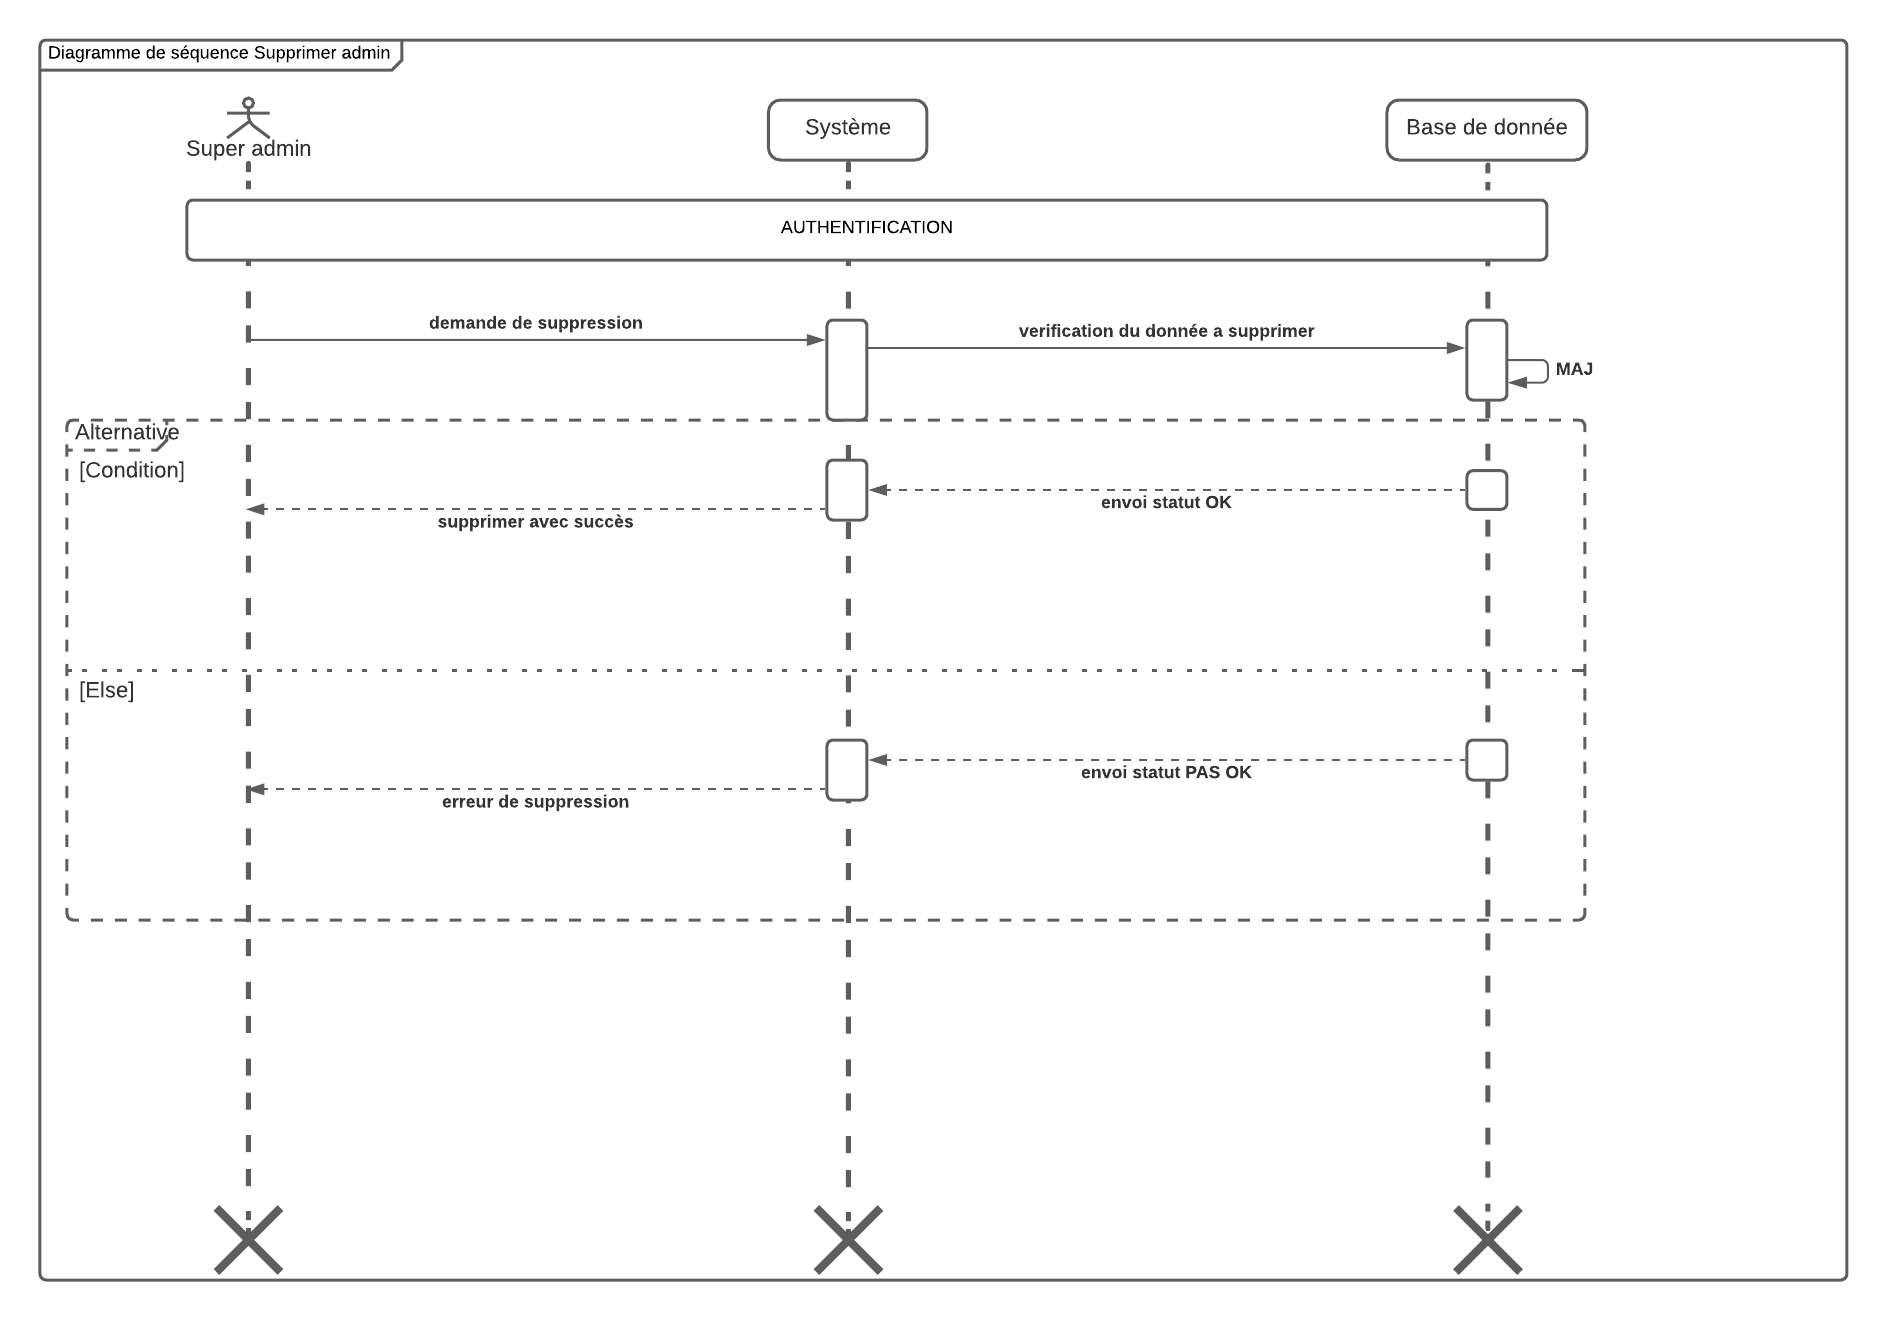 Diagramme de séquence Supprimer admin
Super admin
Système
Base de donnée
AUTHENTIFICATION
demande de suppression
verification du donnée a supprimer
MAJ
Alternative
[Condition]
envoi statut OK
supprimer avec succès
[Else]
envoi statut PAS OK
erreur de suppression